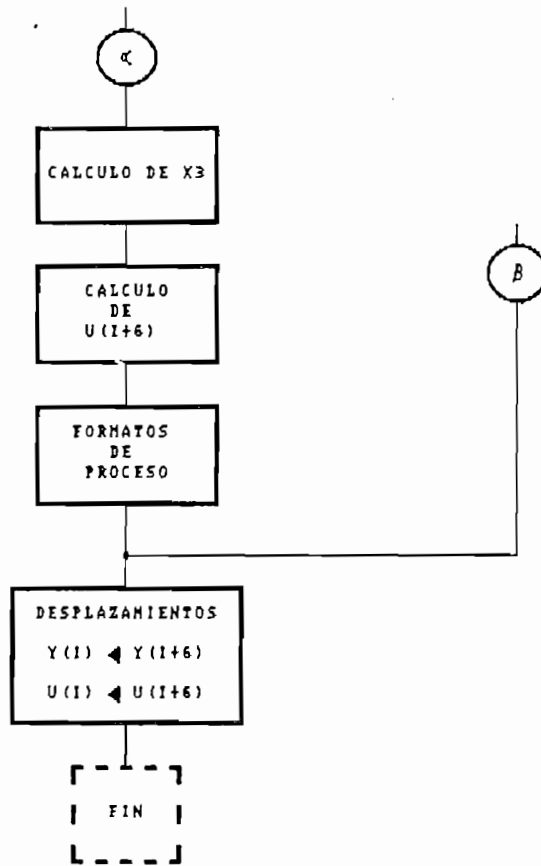 α
CALCULO DE X3
CALCULO
DE
U(I+6)
β
FORMATOS
DE
PROCESO
DESPLAZAMIENTOS
Y(I) ◄ Y(I+6)
U(I) ◄ U(I+6)
FIN